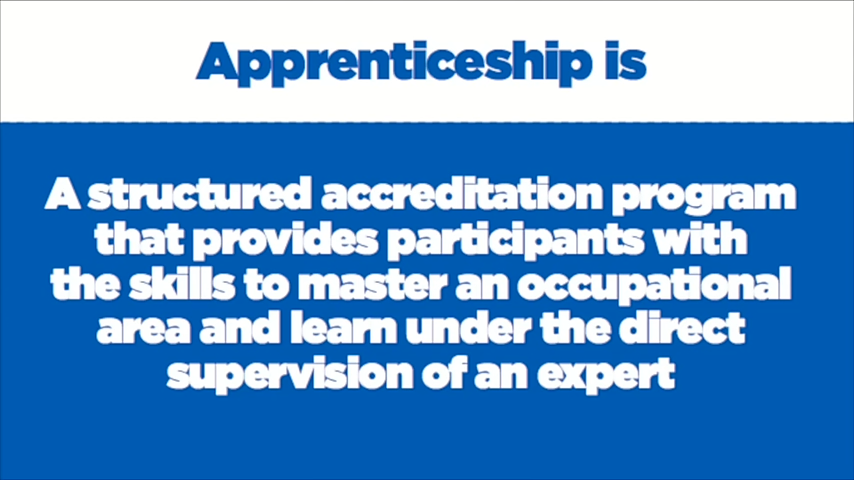 Apprenticeship is
A structured accreditation program
that provides participants with
the skills to master an occupational
area and learn under the direct
supervision of an expert